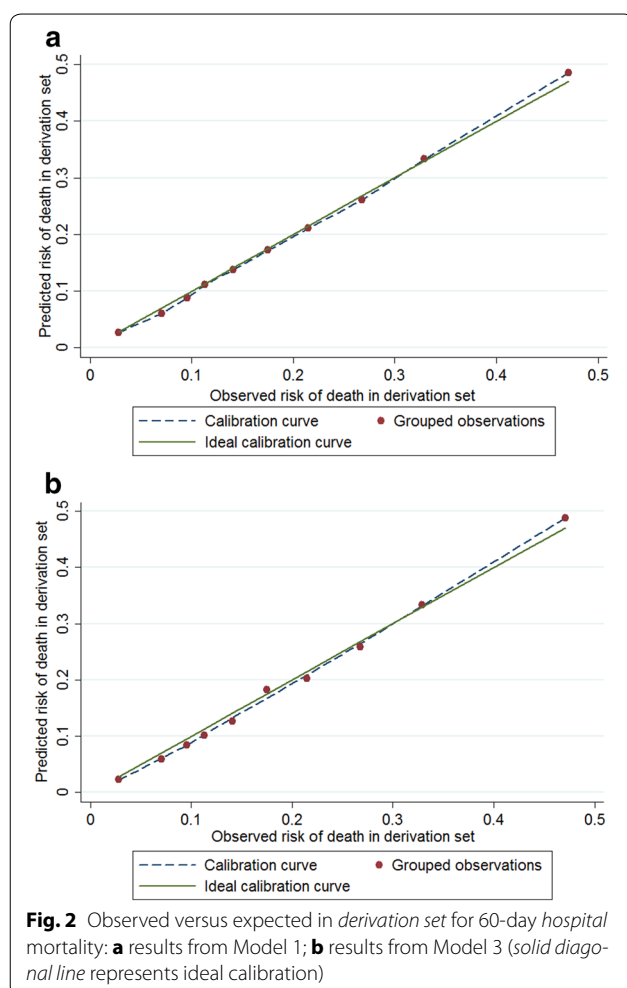 a
0.5
0.4
0.3
0.2
0.1
0
Predicted risk of death in derivation set
0 0.1 0.2 0.3 0.4 0.5
Observed risk of death in derivation set
Calibration curve Grouped observations
Ideal calibration curve
b
0.5
0.4
0.3
0.2
0.1
0
Predicted risk of death in derivation set
0 0.1 0.2 0.3 0.4 0.5
Observed risk of death in derivation set
Calibration curve Grouped observations
Ideal calibration curve
Fig. 2 Observed versus expected in derivation set for 60-day hospital
mortality: a results from Model 1; b results from Model 3 (solid diago-
nal line represents ideal calibration)